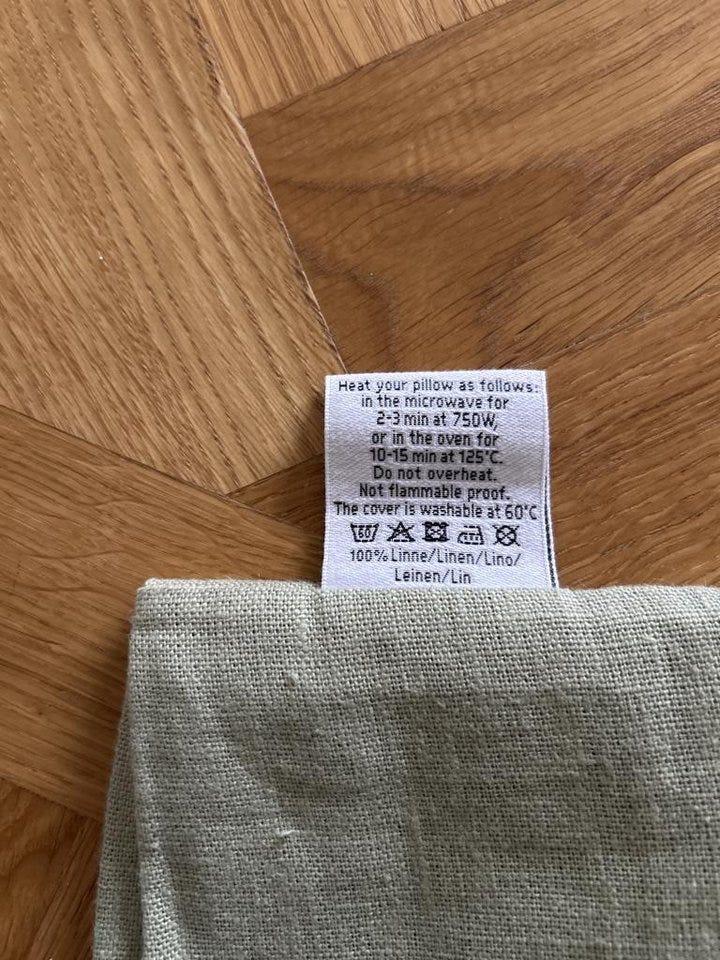 Heat your pillow as follows:
in the microwave for
2-3 min at 750W,
or in the oven for
10-15 min at 125°C.
Do not overheat.
Not flammable proof.
The cover is washable at 60°C
60
100% Linne/Linen/Lino/
Leinen/Lin